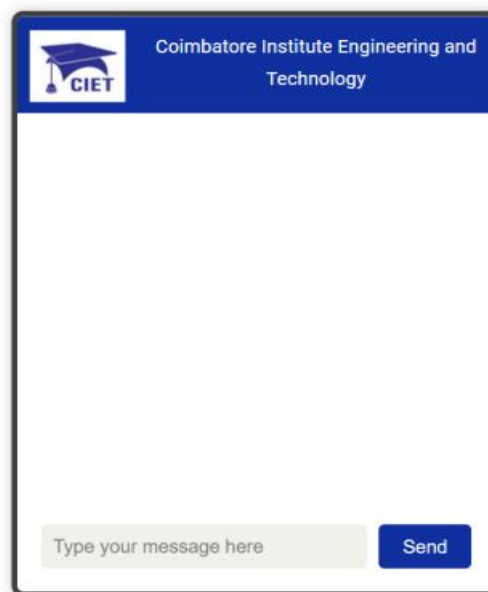 CIET
Coimbatore Institute Engineering and
Technology
Type your message here
Send